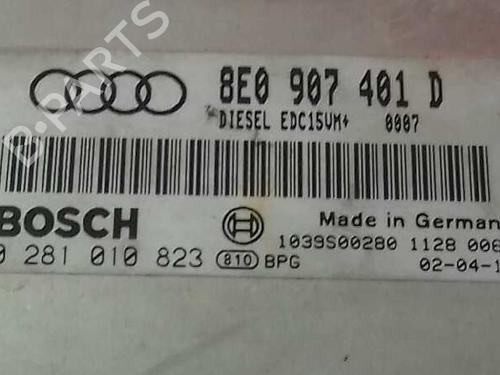 B-PARTS
8E0 907 401 D
DIESEL EDC15VM+ 0007
BOSCH
Made in German
0 281 010 823 810 BPG
1039S00280 1128 006
02-04-1